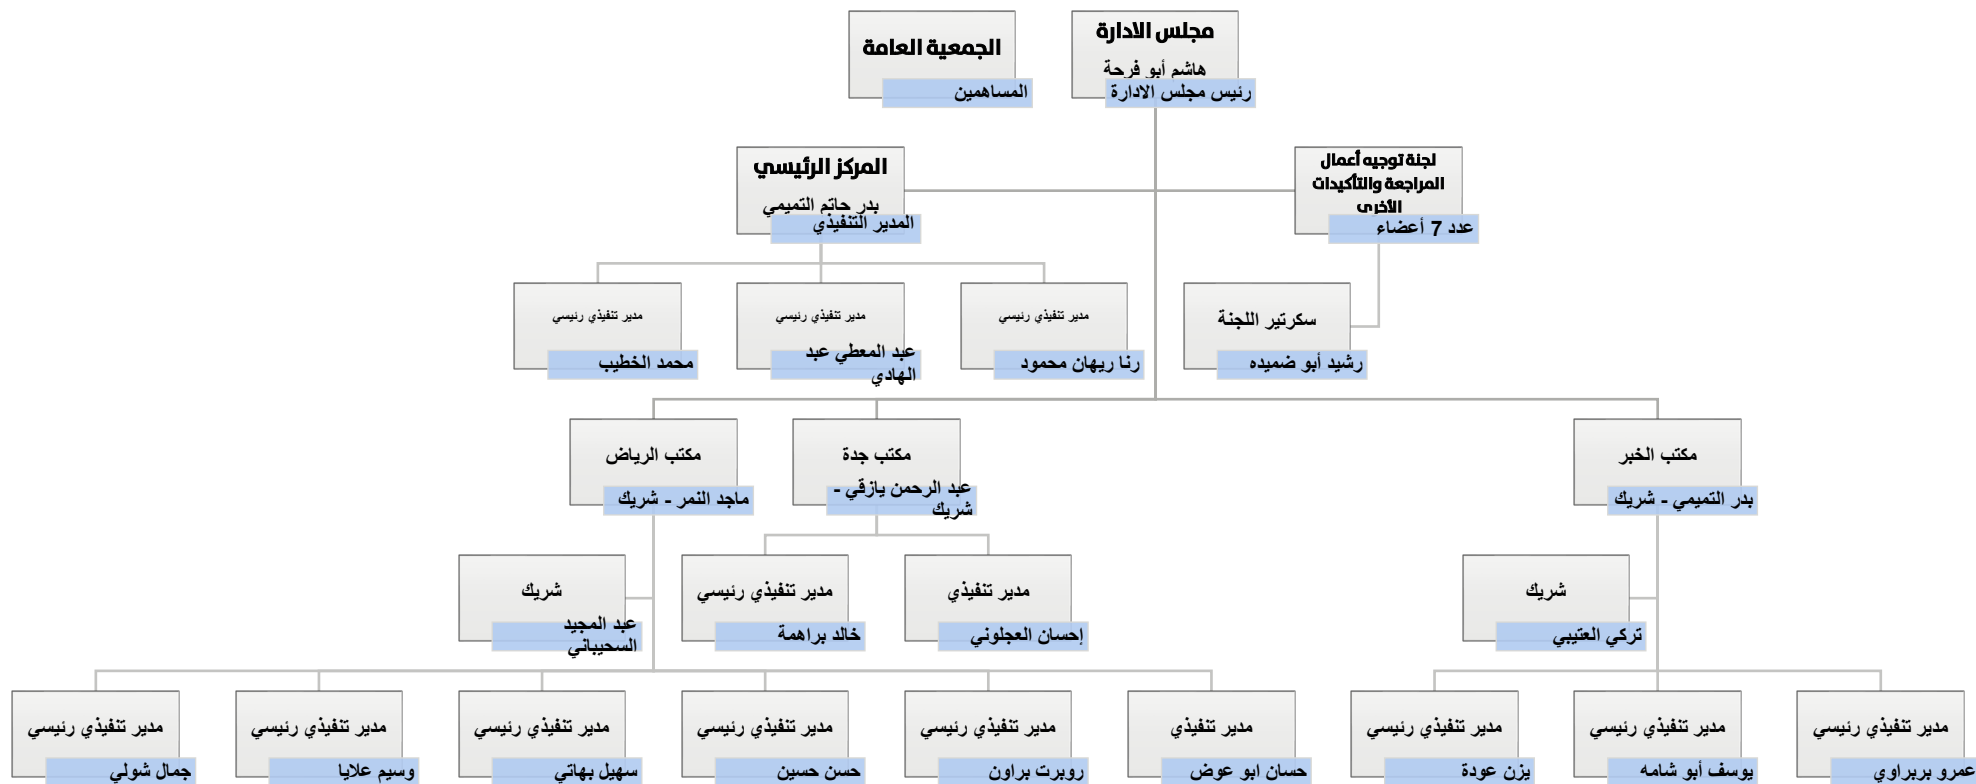 مجلس الادارة
هاشم أبو فرحة
رئيس مجلس الادارة
الجمعية العامة
المساهمين
لجنة توجيه أعمال
المراجعة والتأكيدات
الأخرى
عدد 7 أعضاء
المركز الرئيسي
بدر حاتم التميمي
المدير التنفيذي
سكرتير اللجنة
رشيد أبو ضميده
مدير تنفيذي رئيسي
رنا ريهان محمود
مدير تنفيذي رئيسي
عبد المعطي عبد
الهادي
مدير تنفيذي رئيسي
محمد الخطيب
مكتب الخبر
بدر التميمي - شريك
مكتب جدة
عبد الرحمن يازقي -
شريك
مكتب الرياض
ماجد النمر - شريك
شريك
تركي العتيبي
مدير تنفيذي
إحسان العجلوني
مدير تنفيذي رئيسي
خالد براهمة
شريك
عبد المجيد
السحيباني
مدير تنفيذي رئيسي
عمرو بربراوي
مدير تنفيذي رئيسي
يوسف أبو شامه
مدير تنفيذي رئيسي
يزن عودة
مدير تنفيذي
حسان ابو عوض
مدير تنفيذي رئيسي
روبرت براون
مدير تنفيذي رئيسي
حسن حسين
مدير تنفيذي رئيسي
سهيل بهاتي
مدير تنفيذي رئيسي
وسيم علايا
مدير تنفيذي رئيسي
جمال شولي